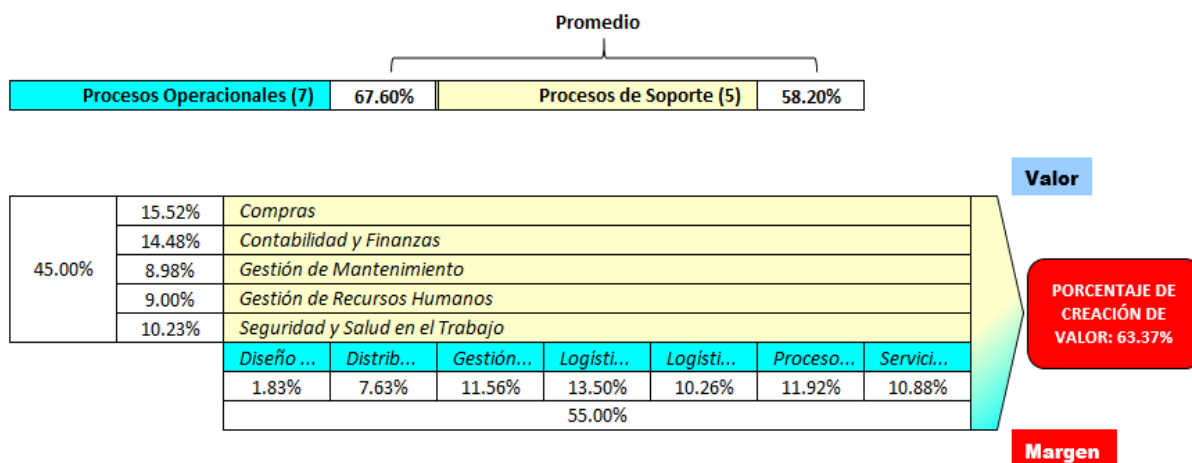 Promedio
Procesos Operacionales (7) 67.60% Procesos de Soporte (5) 58.20%
Valor
45.00%
15.52% Compras
14.48% Contabilidad y Finanzas
8.98% Gestión de Mantenimiento
9.00% Gestión de Recursos Humanos
10.23% Seguridad y Salud en el Trabajo
Diseño ... Distrib... Gestión... Logísti... Logísti... Proceso... Servici...
1.83% 7.63% 11.56% 13.50% 10.26% 11.92% 10.88%
55.00%
PORCENTAJE DE
CREACIÓN DE
VALOR: 63.37%
Margen